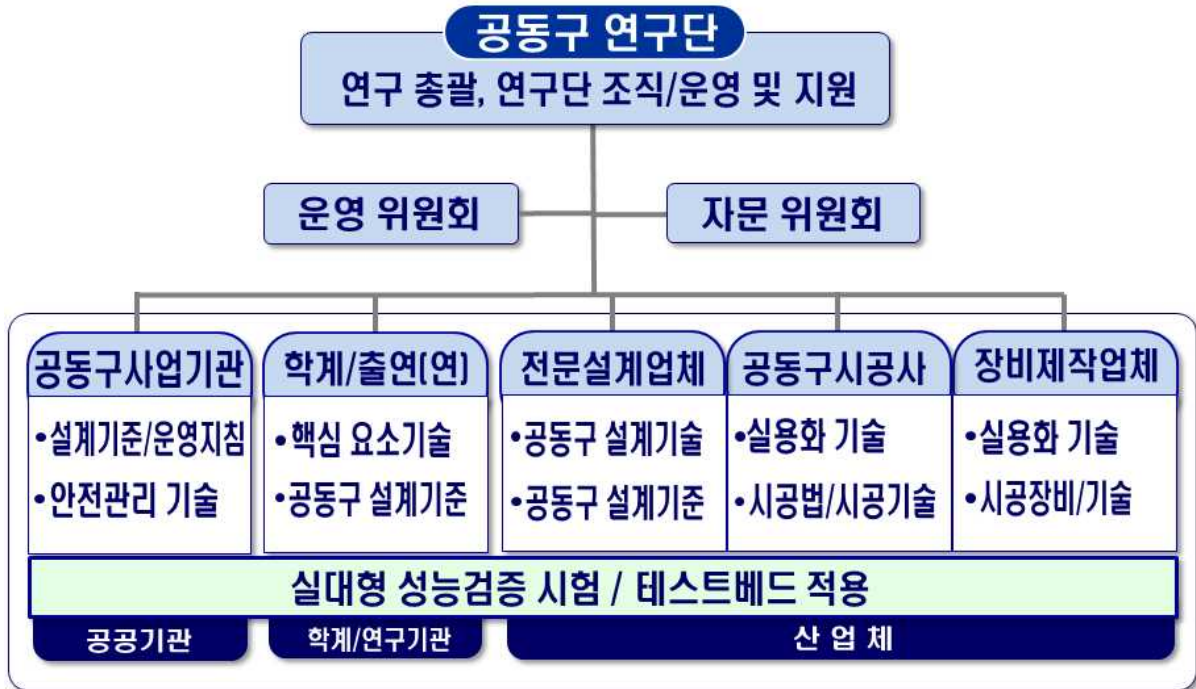 공동구 연구단
연구 총괄, 연구단 조직/운영 및 지원
운영 위원회
자문 위원회
공동구사업기관
•설계기준/운영지침
•안전관리 기술
학계/출연(연)
•핵심 요소기술
•공동구 설계기준
전문설계업체
•공동구 설계기술
•공동구 설계기준
공동구시공사
•실용화 기술
•시공법/시공기술
장비제작업체
•실용화 기술
•시공장비/기술
실대형 성능검증 시험 / 테스트베드 적용
공공기관
학계/연구기관
산 업 체